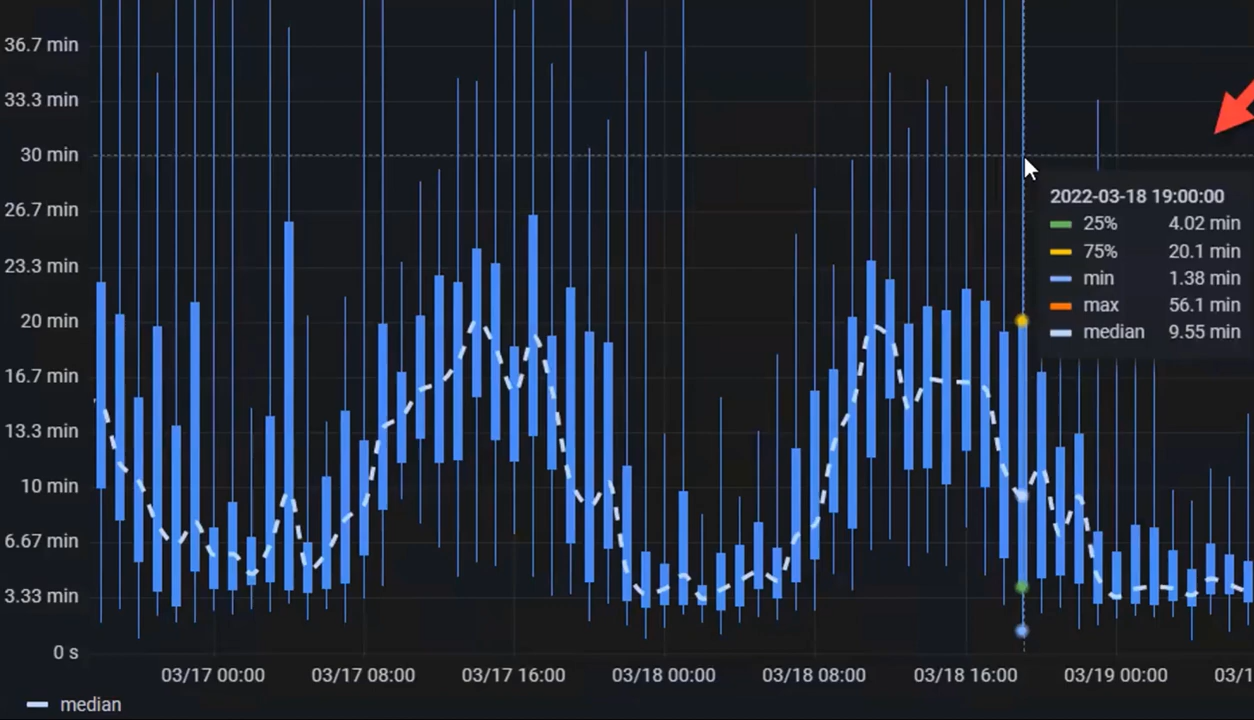 36.7 min
33.3 min
30 min
26.7 min
23.3 min
20 min
16.7 min
13.3 min
10 min
6.67 min
3.33 min
0 s
2022-03-18 19:00:00
25% 4.02 min
75% 20.1 min
min 1.38 min
max 56.1 min
median 9.55 min
03/17 00:00 03/17 08:00 03/17 16:00 03/18 00:00 03/18 08:00 03/18 16:00 03/19 00:00 03/1
median